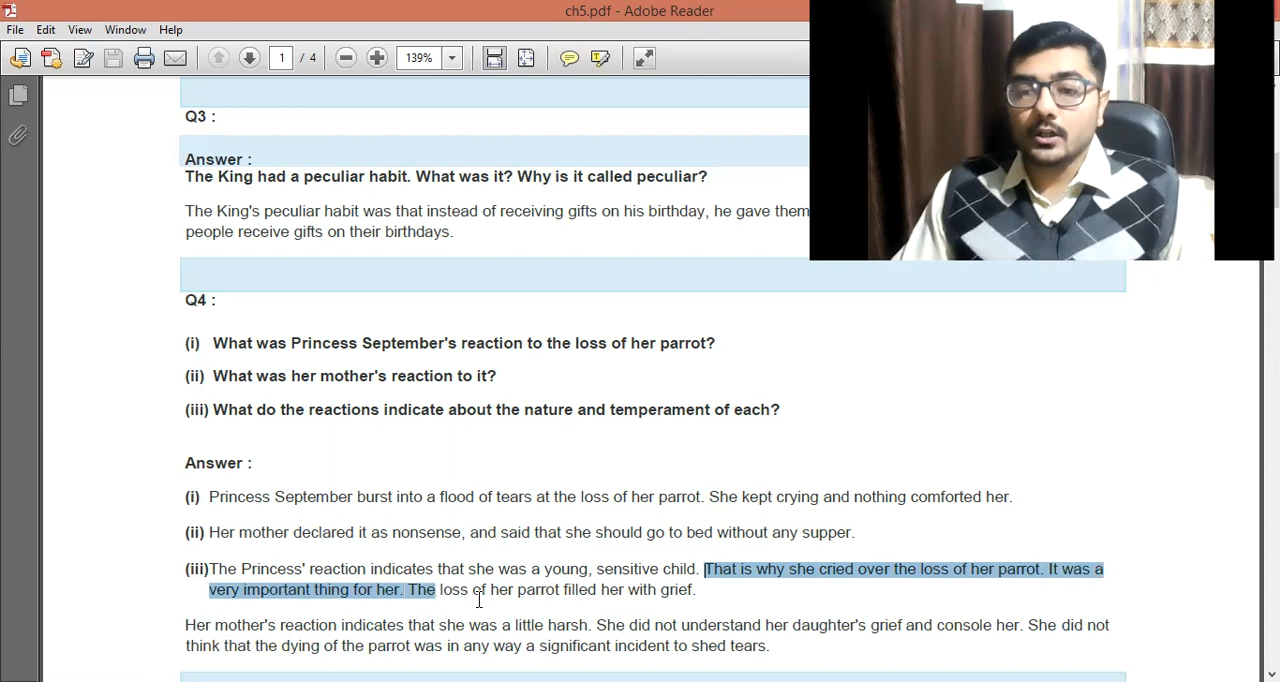 ch5.pdf - Adobe Reader
File Edit View Window Help
1 / 4 139%
Q3 :
Answer :
The King had a peculiar habit. What was it? Why is it called peculiar?
The King's peculiar habit was that instead of receiving gifts on his birthday, he gave them
people receive gifts on their birthdays.
Q4 :
(i) What was Princess September's reaction to the loss of her parrot?
(ii) What was her mother's reaction to it?
(iii) What do the reactions indicate about the nature and temperament of each?
Answer :
(i) Princess September burst into a flood of tears at the loss of her parrot. She kept crying and nothing comforted her.
(ii) Her mother declared it as nonsense, and said that she should go to bed without any supper.
(iii)The Princess' reaction indicates that she was a young, sensitive child. That is why she cried over the loss of her parrot. It was a
very important thing for her. The loss of her parrot filled her with grief.
Her mother's reaction indicates that she was a little harsh. She did not understand her daughter's grief and console her. She did not
think that the dying of the parrot was in any way a significant incident to shed tears.